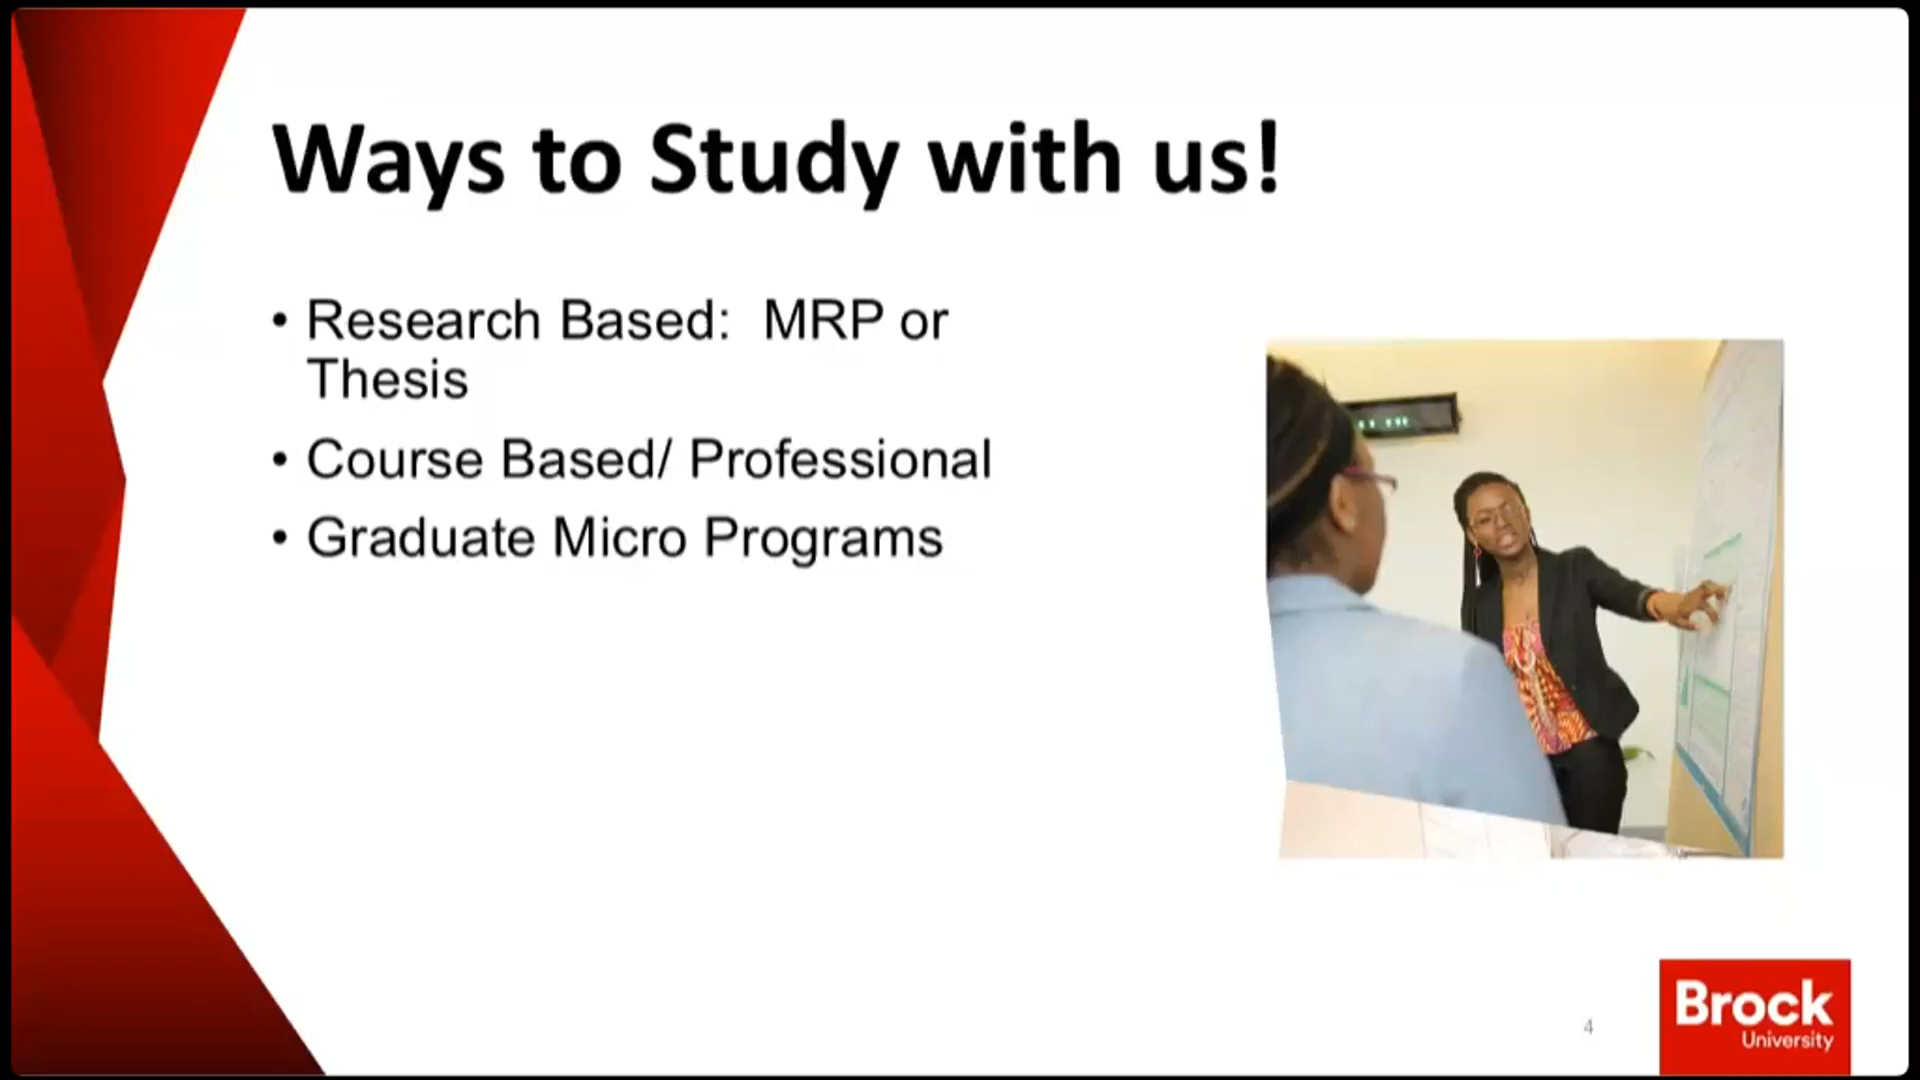 Ways to Study with us!
• Research Based:  MRP or
Thesis
• Course Based/ Professional
• Graduate Micro Programs
4
Brock
University